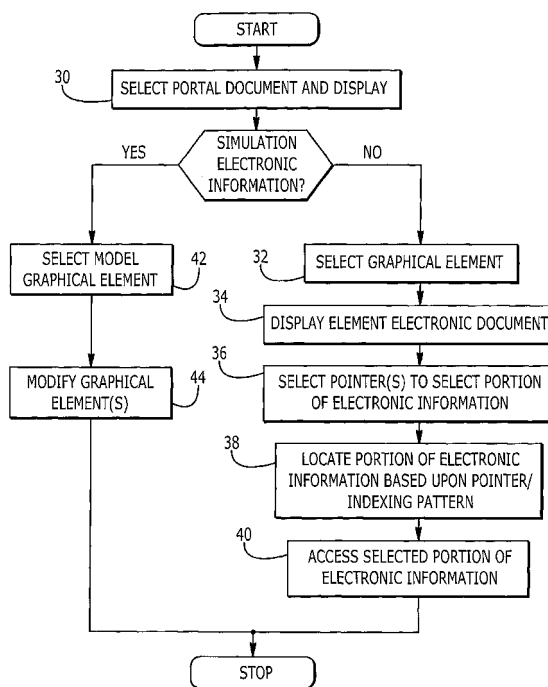 START
30
SELECT PORTAL DOCUMENT AND DISPLAY
YES
SIMULATION
ELECTRONIC
INFORMATION?
NO
SELECT MODEL
GRAPHICAL ELEMENT
42
32
SELECT GRAPHICAL ELEMENT
34
DISPLAY ELEMENT ELECTRONIC DOCUMENT
MODIFY GRAPHICAL
ELEMENT(S)
44
36
SELECT POINTER(S) TO SELECT PORTION
OF ELECTRONIC INFORMATION
38
LOCATE PORTION OF ELECTRONIC
INFORMATION BASED UPON POINTER/
INDEXING PATTERN
40
ACCESS SELECTED PORTION OF
ELECTRONIC INFORMATION
STOP